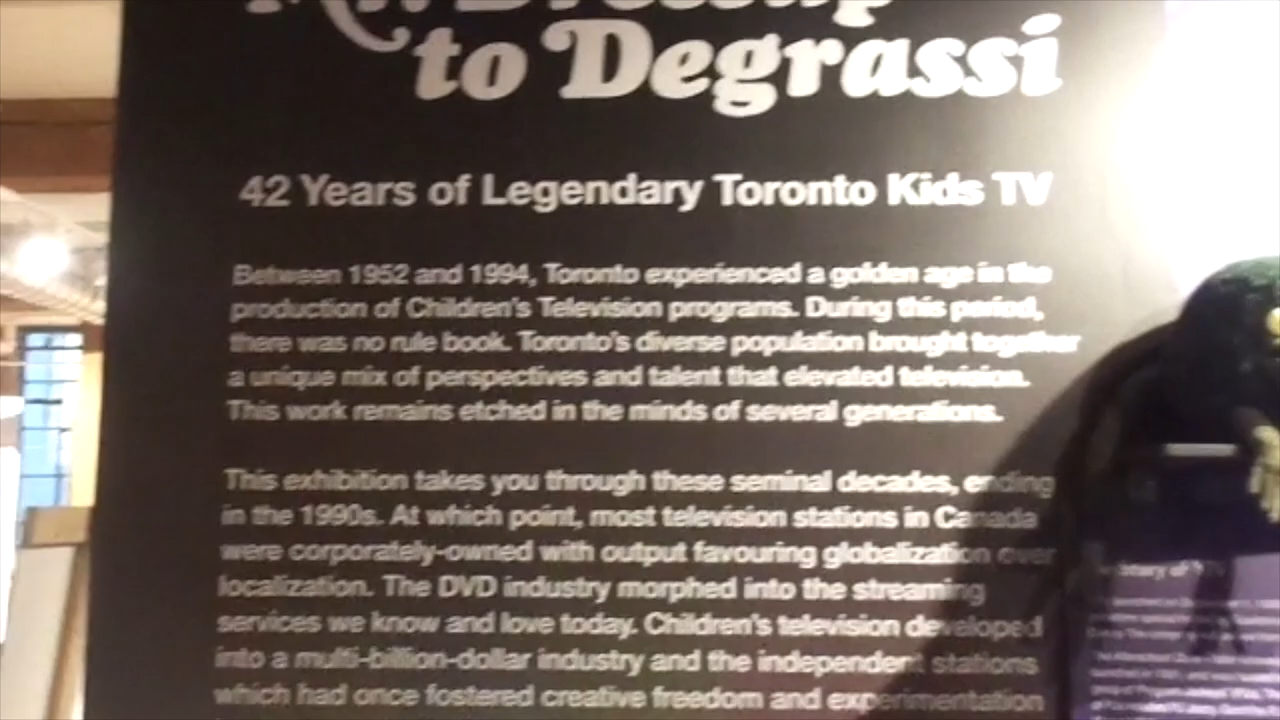 Mr. Dressup
to Degrassi
42 Years of Legendary Toronto Kids TV
Between 1952 and 1994, Toronto experienced a golden age in the
production of Children's Television programs. During this period,
there was no rule book. Toronto's diverse population brought together
a unique mix of perspectives and talent that elevated television.
This work remains etched in the minds of several generations.
This exhibition takes you through these seminal decades, ending
in the 1990s. At which point, most television stations in Canada
were corporately-owned with output favouring globalization over
localization. The DVD industry morphed into the streaming
services we know and love today. Children's television developed
into a multi-billion-dollar industry and the independent stations
which had once fostered creative freedom and experimentation